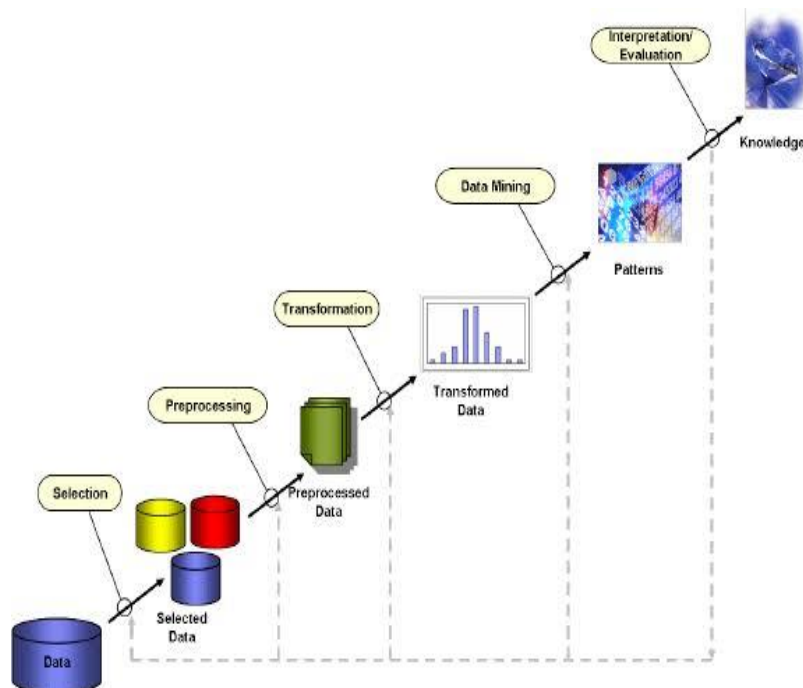 Interpretation/
Evaluation
Knowledge
Data Mining
Patterns
Transformation
Transformed
Data
Preprocessing
Preprocessed
Data
Selection
Selected
Data
Data